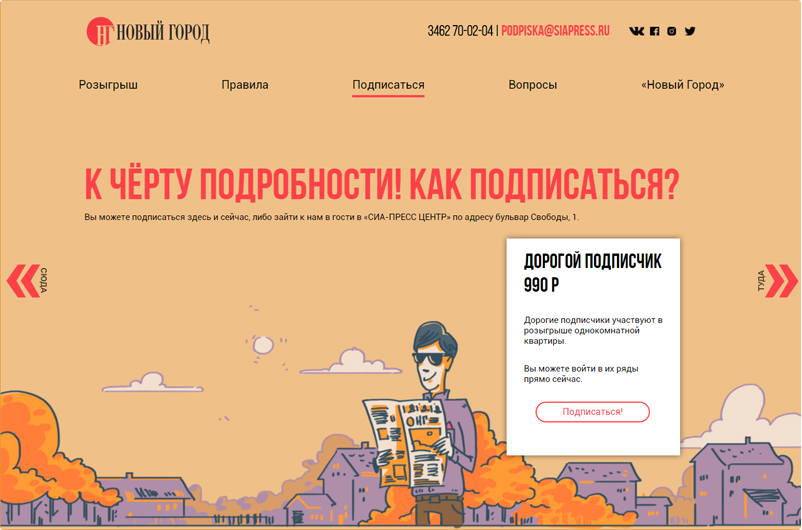 НГ НОВЫЙ ГОРОД
3462 70-02-04 | PODPISKA@SIAPRESS.RU
Розыгрыш Правила Подписаться Вопросы «Новый Город»
К ЧЁРТУ ПОДРОБНОСТИ! КАК ПОДПИСАТЬСЯ?
Вы можете подписаться здесь и сейчас, либо зайти к нам в гости в «СИА-ПРЕСС ЦЕНТР» по адресу бульвар Свободы, 1.
СЮДА
ТУДА
ДОРОГОЙ ПОДПИСЧИК
990 Р
Дорогие подписчики участвуют в
розыгрыше однокомнатной
квартиры.
Вы можете войти в их ряды
прямо сейчас.
Подписаться!